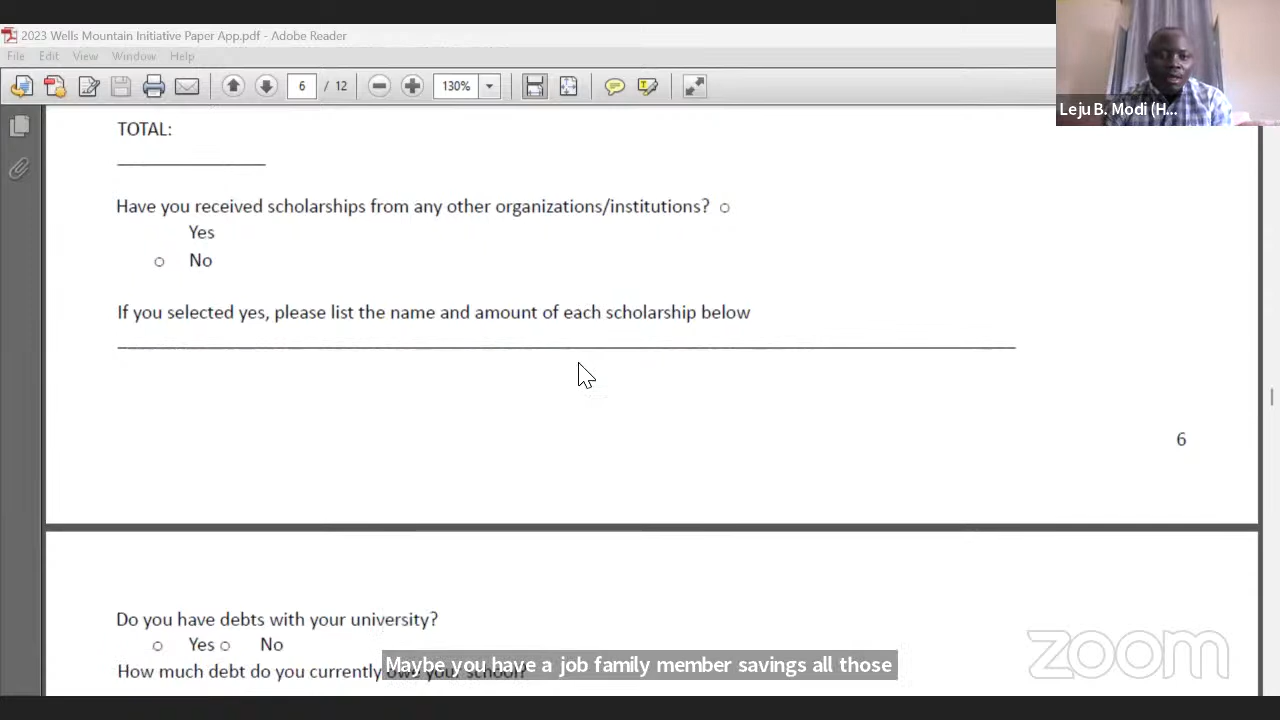 2023 Wells Mountain Initiative Paper App.pdf - Adobe Reader
File Edit View Window Help
6 / 12 130%
Leju B. Modi (H...
TOTAL:
Have you received scholarships from any other organizations/institutions? ○
Yes
○ No
If you selected yes, please list the name and amount of each scholarship below
6
Do you have debts with your university?
○ Yes ○ No
How much debt do you currently owe your school?
Maybe you have a job family member savings all those
zoom